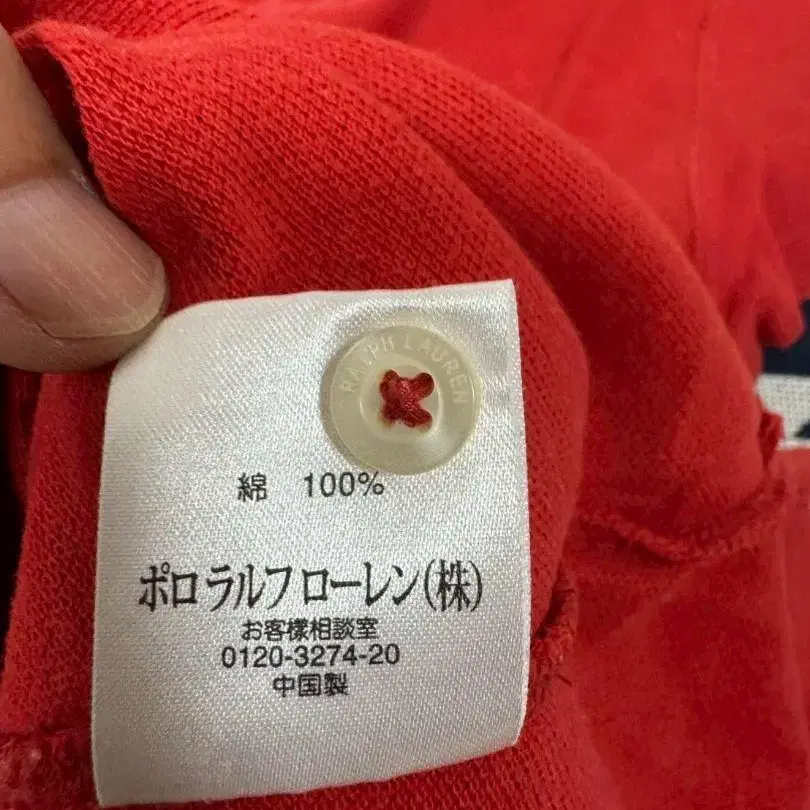 RALPH LAUREN
綿 100%
ポロ ラルフ ローレン(株)
お客様相談室
0120-3274-20
中国製